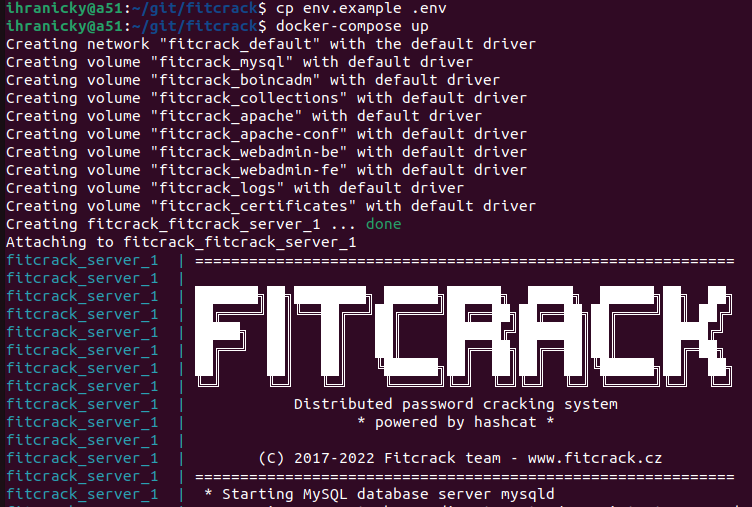 ihranicky@a51:~/git/fitcrack$ cp env.example .env
ihranicky@a51:~/git/fitcrack$ docker-compose up
Creating network "fitcrack_default" with the default driver
Creating volume "fitcrack_mysql" with default driver
Creating volume "fitcrack_boincadm" with default driver
Creating volume "fitcrack_collections" with default driver
Creating volume "fitcrack_apache" with default driver
Creating volume "fitcrack_apache-conf" with default driver
Creating volume "fitcrack_webadmin-be" with default driver
Creating volume "fitcrack_webadmin-fe" with default driver
Creating volume "fitcrack_logs" with default driver
Creating volume "fitcrack_certificates" with default driver
Creating fitcrack_fitcrack_server_1 ... done
Attaching to fitcrack_fitcrack_server_1
fitcrack_server_1 | ============================================================
fitcrack_server_1 |
fitcrack_server_1 | FITCRACK
fitcrack_server_1 |
fitcrack_server_1 |
fitcrack_server_1 |
fitcrack_server_1 |
fitcrack_server_1 |
fitcrack_server_1 | Distributed password cracking system
fitcrack_server_1 | * powered by hashcat *
fitcrack_server_1 |
fitcrack_server_1 | (C) 2017-2022 Fitcrack team - www.fitcrack.cz
fitcrack_server_1 | ============================================================
fitcrack_server_1 | * Starting MySQL database server mysqld